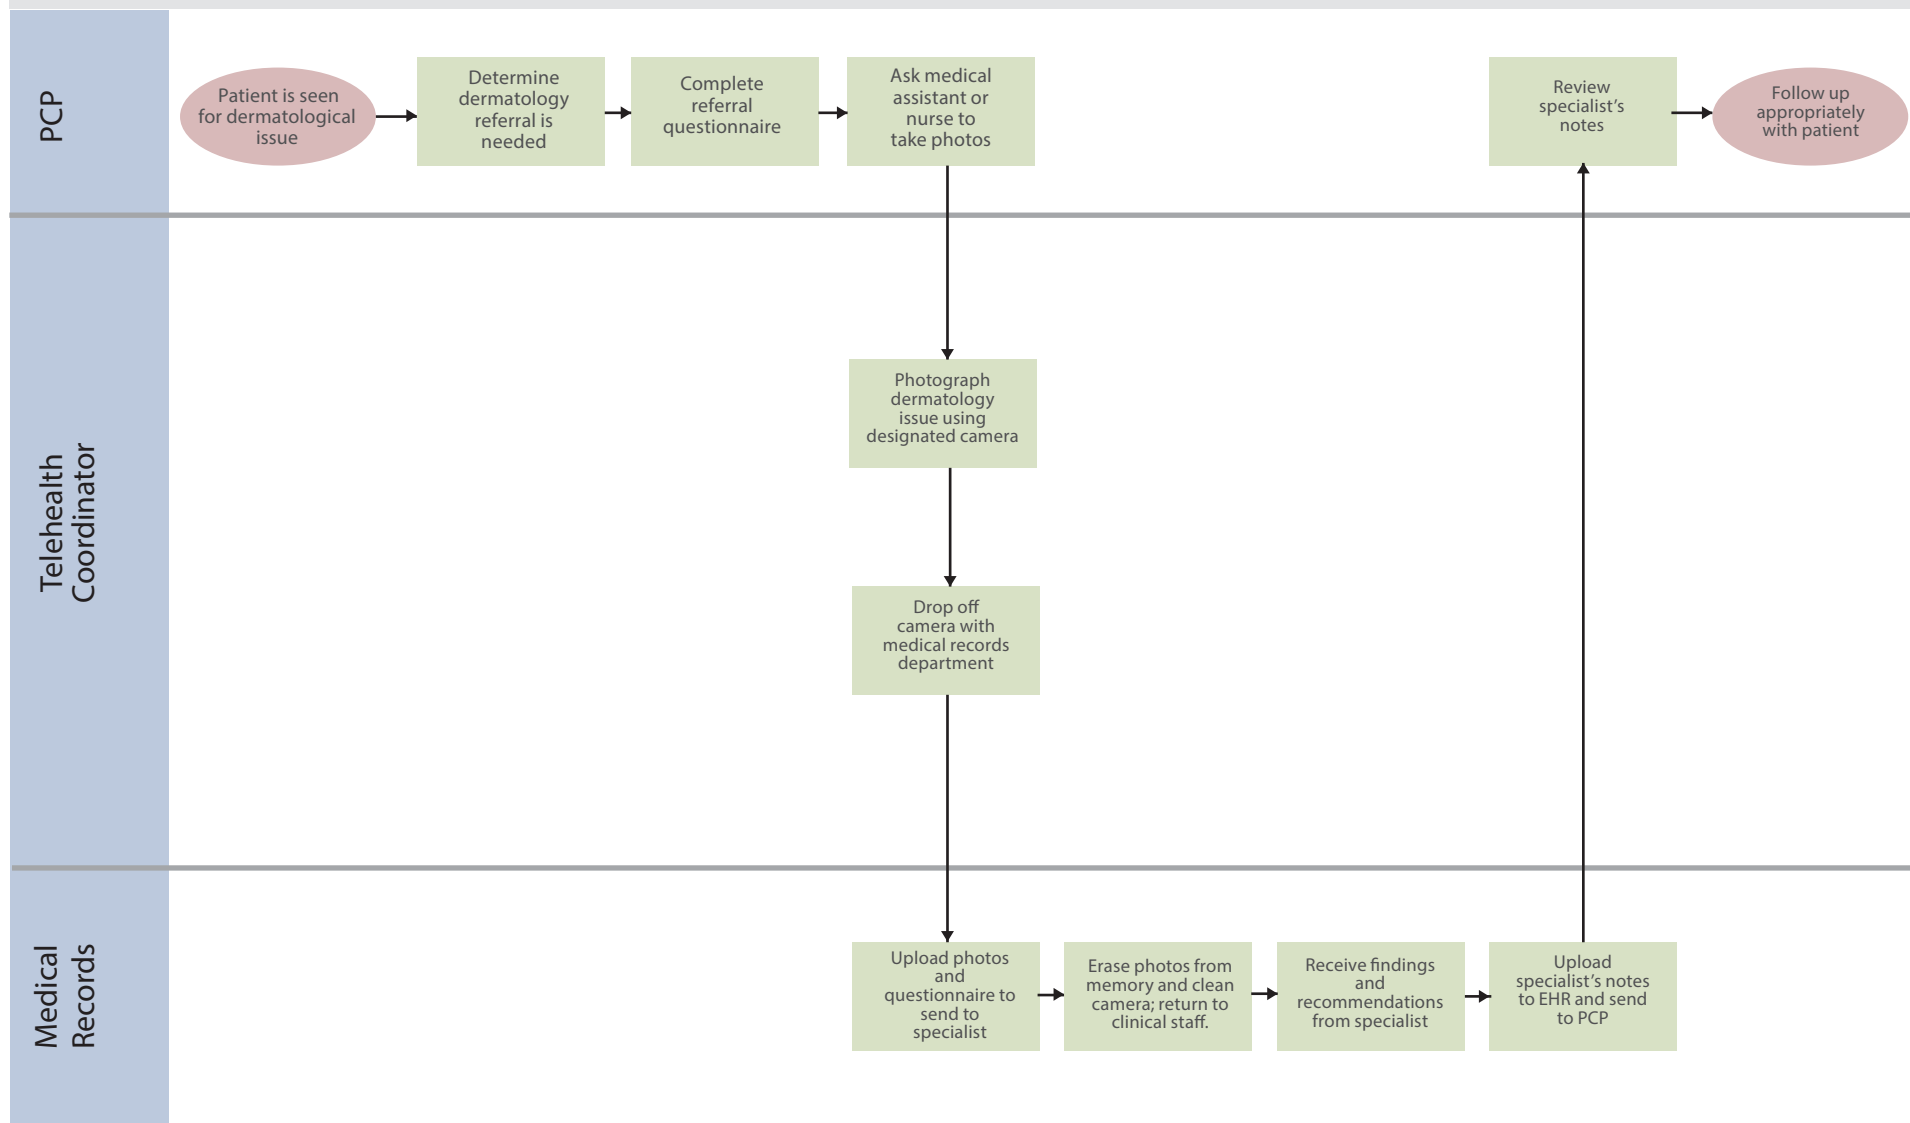 PCP
Patient is seen
for dermatological
issue
Determine
dermatology
referral is
needed
Complete
referral
questionnaire
Ask medical
assistant or
nurse to
take photos
Review
specialist’s
notes
Follow up
appropriately
with patient
Telehealth
Coordinator
Photograph
dermatology
issue using
designated camera
Drop off
camera with
medical records
department
Medical
Records
Upload photos
and
questionnaire to
send to
specialist
Erase photos from
memory and clean
camera; return to
clinical staff.
Receive findings
and
recommendations
from specialist
Upload
specialist’s notes
to EHR and send
to PCP